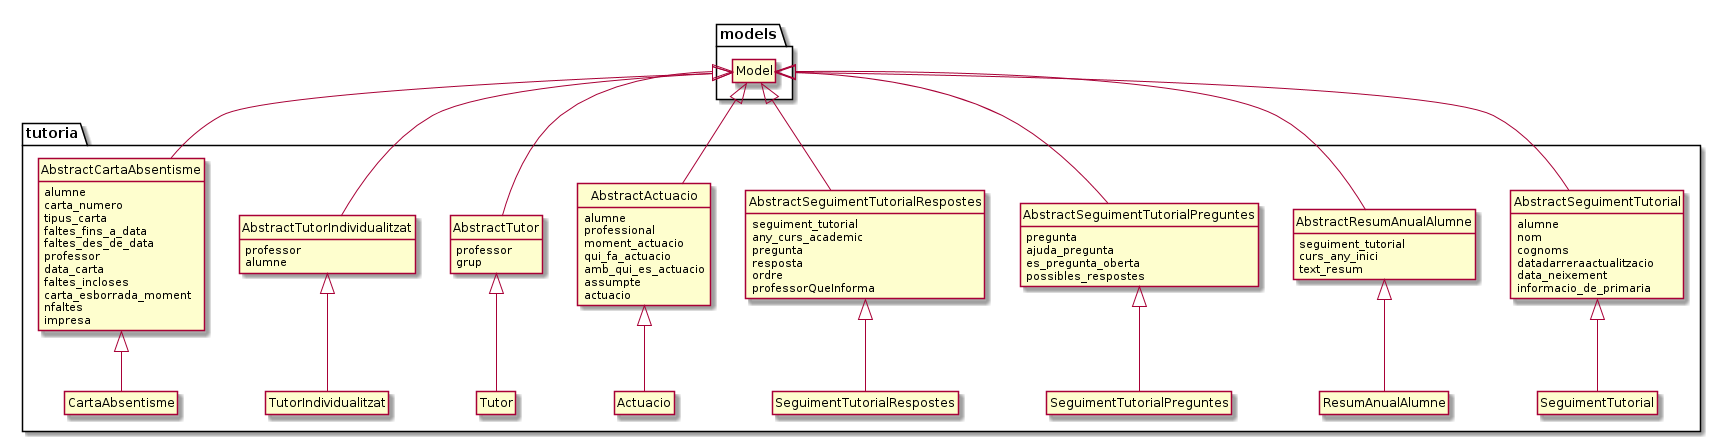 models
Model
tutoria
AbstractCartaAbsentisme
alumne
carta_numero
tipus_carta
faltes_fins_a_data
faltes_des_de_data
professor
data_carta
faltes_incloses
carta_esborrada_moment
nfaltes
impresa
AbstractTutorIndividualitzat
professor
alumne
AbstractTutor
professor
grup
AbstractActuacio
alumne
professional
moment_actuacio
qui_fa_actuacio
amb_qui_es_actuacio
assumpte
actuacio
AbstractSeguimentTutorialRespostes
seguiment_tutorial
any_curs_academic
pregunta
resposta
ordre
professorQueInforma
AbstractSeguimentTutorialPreguntes
pregunta
ajuda_pregunta
es_pregunta_oberta
possibles_respostes
AbstractResumAnualAlumne
seguiment_tutorial
curs_any_inici
text_resum
AbstractSeguimentTutorial
alumne
nom
cognoms
datadarreraactualitzacio
data_neixement
informacio_de_primaria
CartaAbsentisme
TutorIndividualitzat
Tutor
Actuacio
SeguimentTutorialRespostes
SeguimentTutorialPreguntes
ResumAnualAlumne
SeguimentTutorial